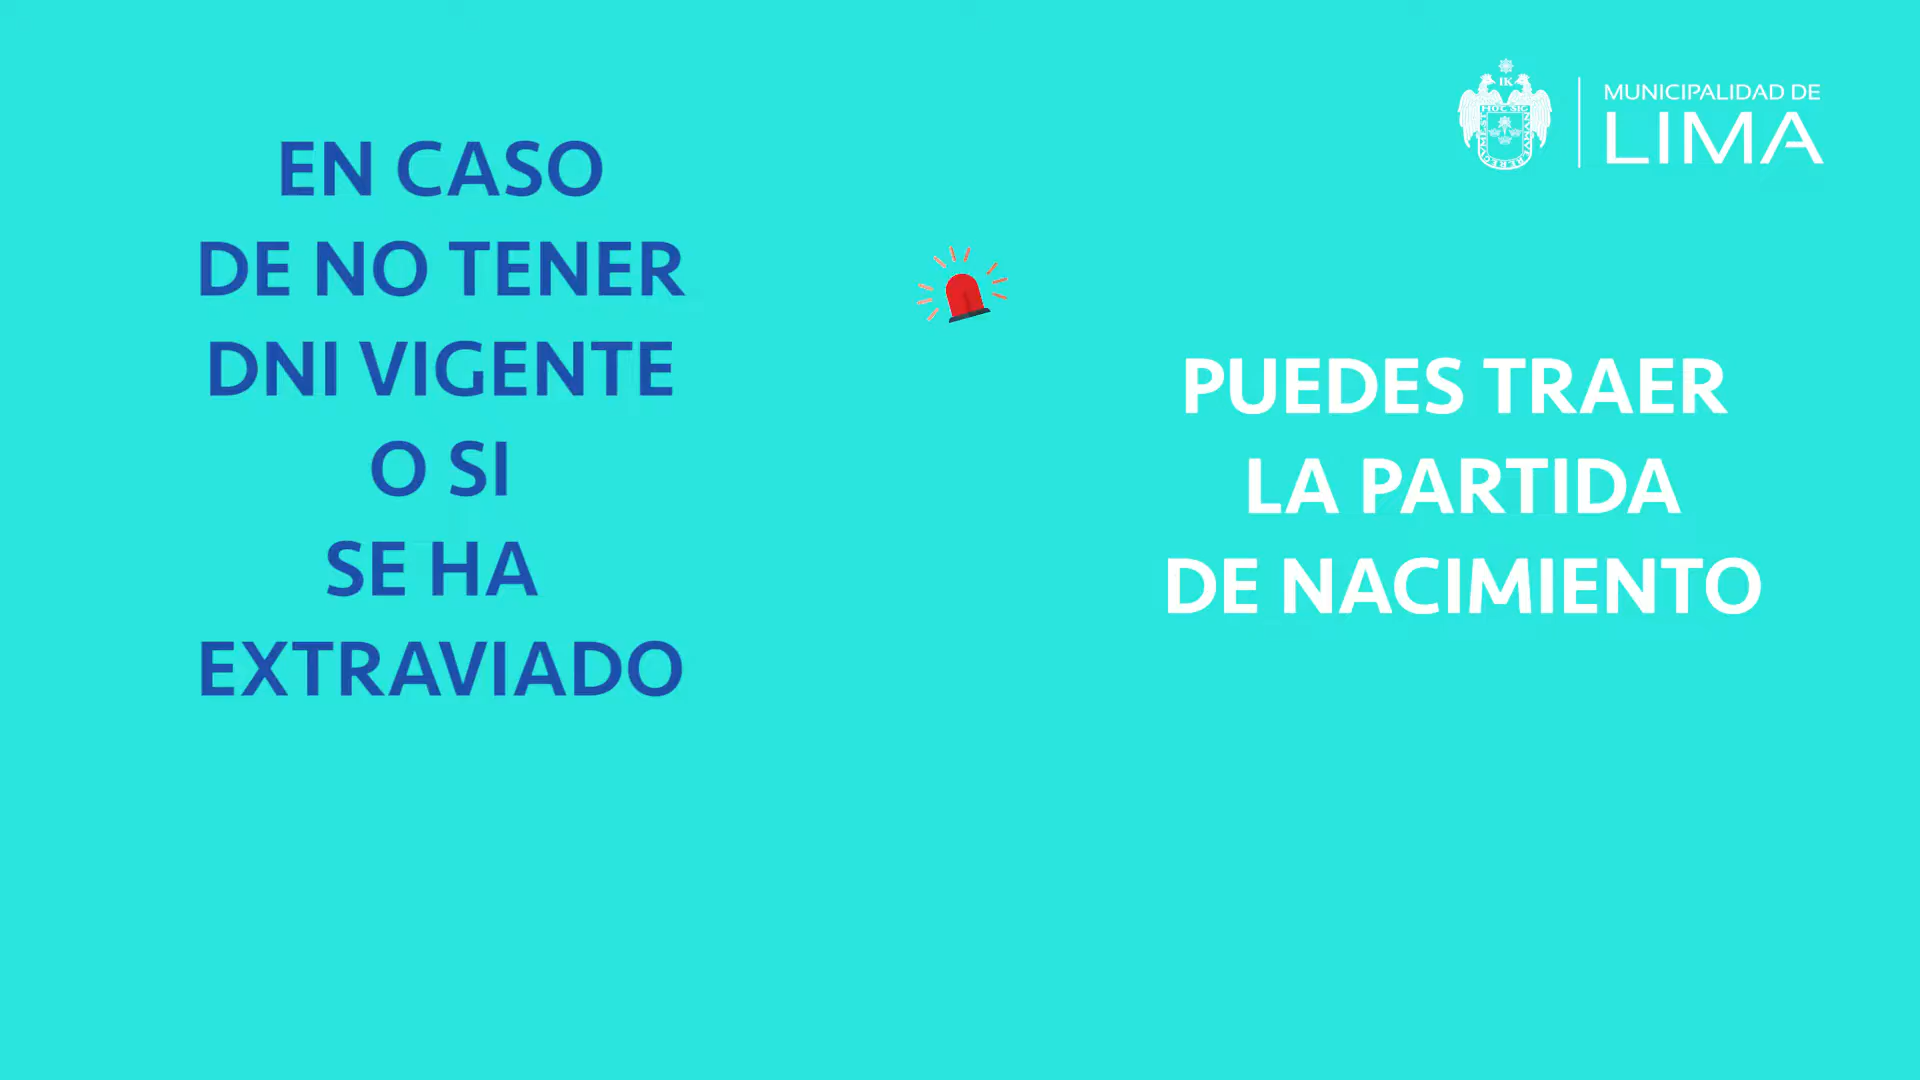 MUNICIPALIDAD DE
LIMA
IK
EN CASO
DE NO TENER
DNI VIGENTE
O SI
SE HA
EXTRAVIADO
PUEDES TRAER
LA PARTIDA
DE NACIMIENTO